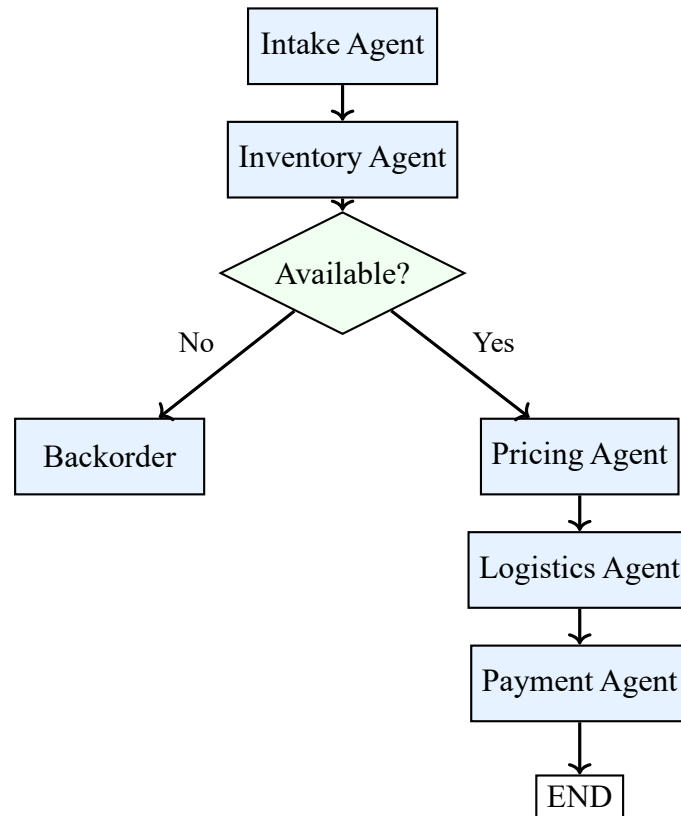 Intake Agent
Inventory Agent
Available?
No
Yes
Backorder
Pricing Agent
Logistics Agent
Payment Agent
END